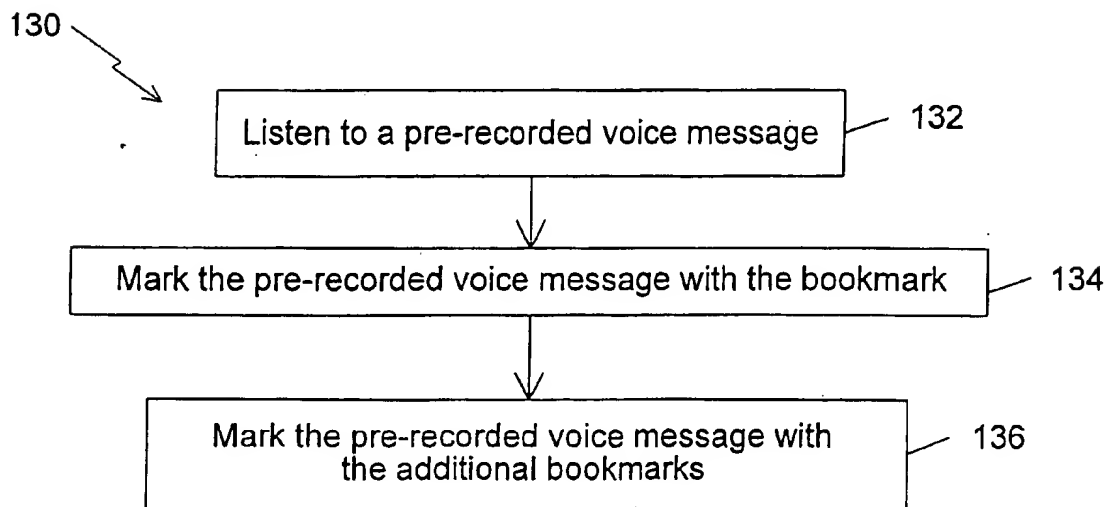 130
Listen to a pre-recorded voice message
132
Mark the pre-recorded voice message with the bookmark
134
Mark the pre-recorded voice message with
the additional bookmarks
136